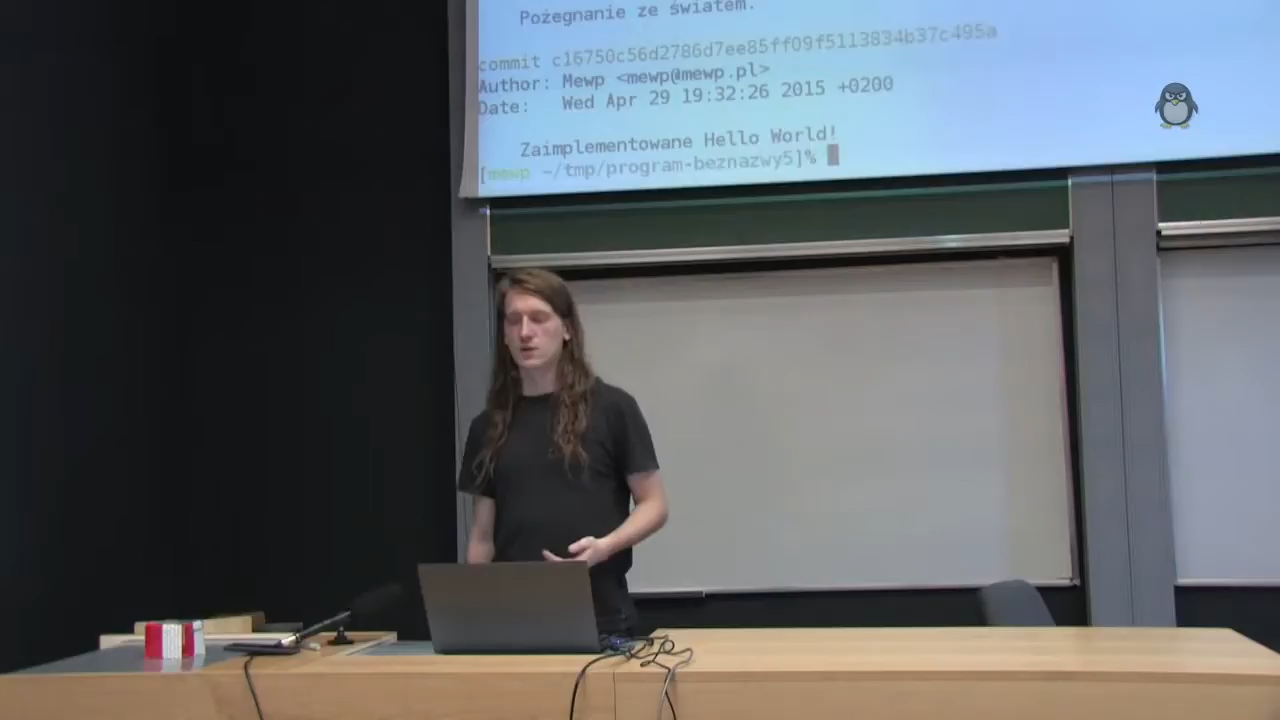 Pożegnanie ze światem.
commit c16750c56d2786d7ee85ff09f5113834b37c495a
Author: Mewp <mewp@mewp.pl>
Date: Wed Apr 29 19:32:26 2015 +0200
Zaimplementowane Hello World!
[mewp ~/tmp/program-beznazwy5]%